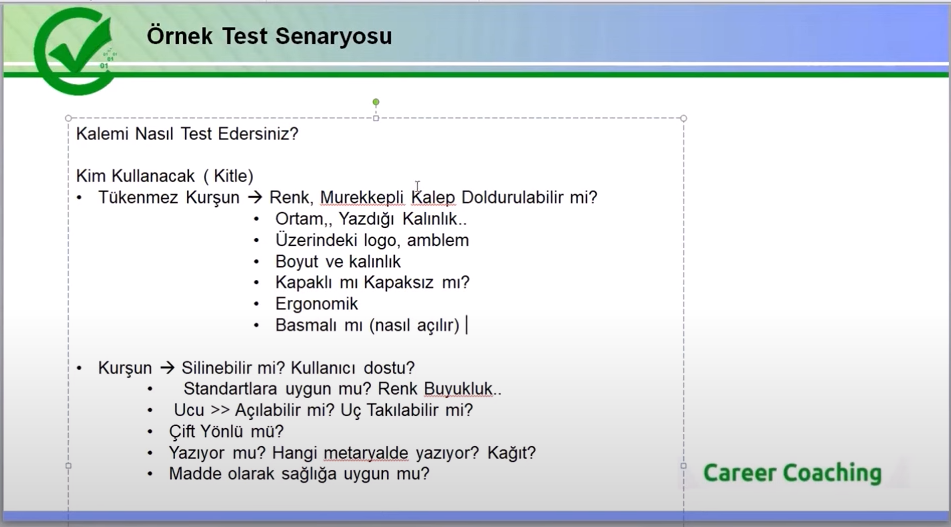 Örnek Test Senaryosu
Kalemi Nasıl Test Edersiniz?
Kim Kullanacak ( Kitle)
• Tükenmez Kurşun → Renk, Murekkepli Kalep Doldurulabilir mi?
• Ortam,, Yazdığı Kalınlık..
• Üzerindeki logo, amblem
• Boyut ve kalınlık
• Kapaklı mı Kapaksız mı?
• Ergonomik
• Basmalı mı (nasıl açılır)
• Kurşun → Silinebilir mi? Kullanıcı dostu?
• Standartlara uygun mu? Renk Buyukluk..
• Ucu >> Açılabilir mi? Uç Takılabilir mi?
• Çift Yönlü mü?
• Yazıyor mu? Hangi metaryalde yazıyor? Kağıt?
• Madde olarak sağlığa uygun mu?
Career Coaching